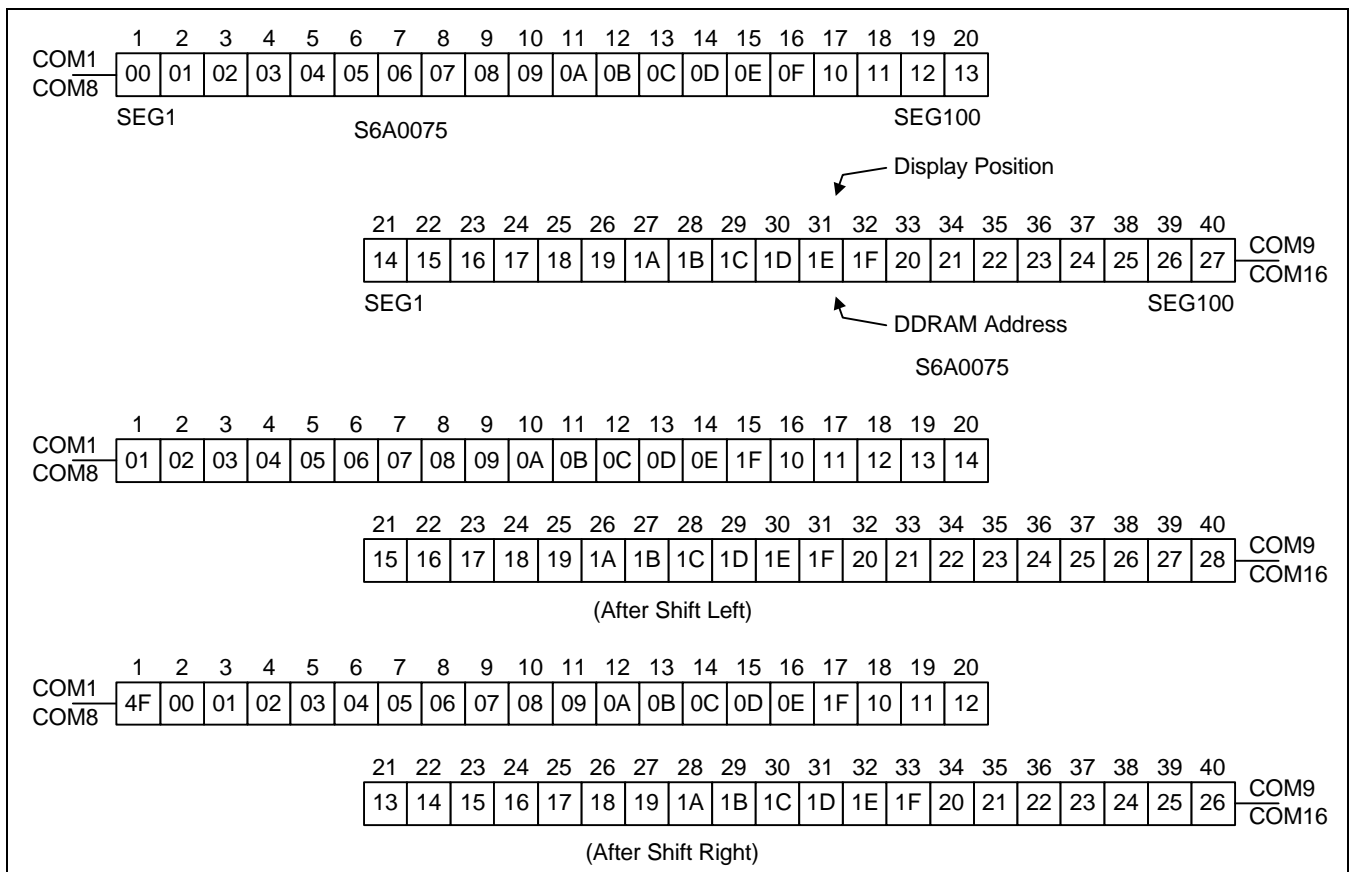 1 2 3 4 5 6 7 8 9 10 11 12 13 14 15 16 17 18 19 20
COM1
COM8
00 01 02 03 04 05 06 07 08 09 0A 0B 0C 0D 0E 0F 10 11 12 13
SEG1 S6A0075 SEG100
Display Position
21 22 23 24 25 26 27 28 29 30 31 32 33 34 35 36 37 38 39 40
14 15 16 17 18 19 1A 1B 1C 1D 1E 1F 20 21 22 23 24 25 26 27
COM9
COM16
SEG1 SEG100
DDRAM Address
S6A0075
1 2 3 4 5 6 7 8 9 10 11 12 13 14 15 16 17 18 19 20
COM1
COM8
01 02 03 04 05 06 07 08 09 0A 0B 0C 0D 0E 1F 10 11 12 13 14
21 22 23 24 25 26 27 28 29 30 31 32 33 34 35 36 37 38 39 40
15 16 17 18 19 1A 1B 1C 1D 1E 1F 20 21 22 23 24 25 26 27 28
COM9
COM16
(After Shift Left)
1 2 3 4 5 6 7 8 9 10 11 12 13 14 15 16 17 18 19 20
COM1
COM8
4F 00 01 02 03 04 05 06 07 08 09 0A 0B 0C 0D 0E 1F 10 11 12
21 22 23 24 25 26 27 28 29 30 31 32 33 34 35 36 37 38 39 40
13 14 15 16 17 18 19 1A 1B 1C 1D 1E 1F 20 21 22 23 24 25 26
COM9
COM16
(After Shift Right)